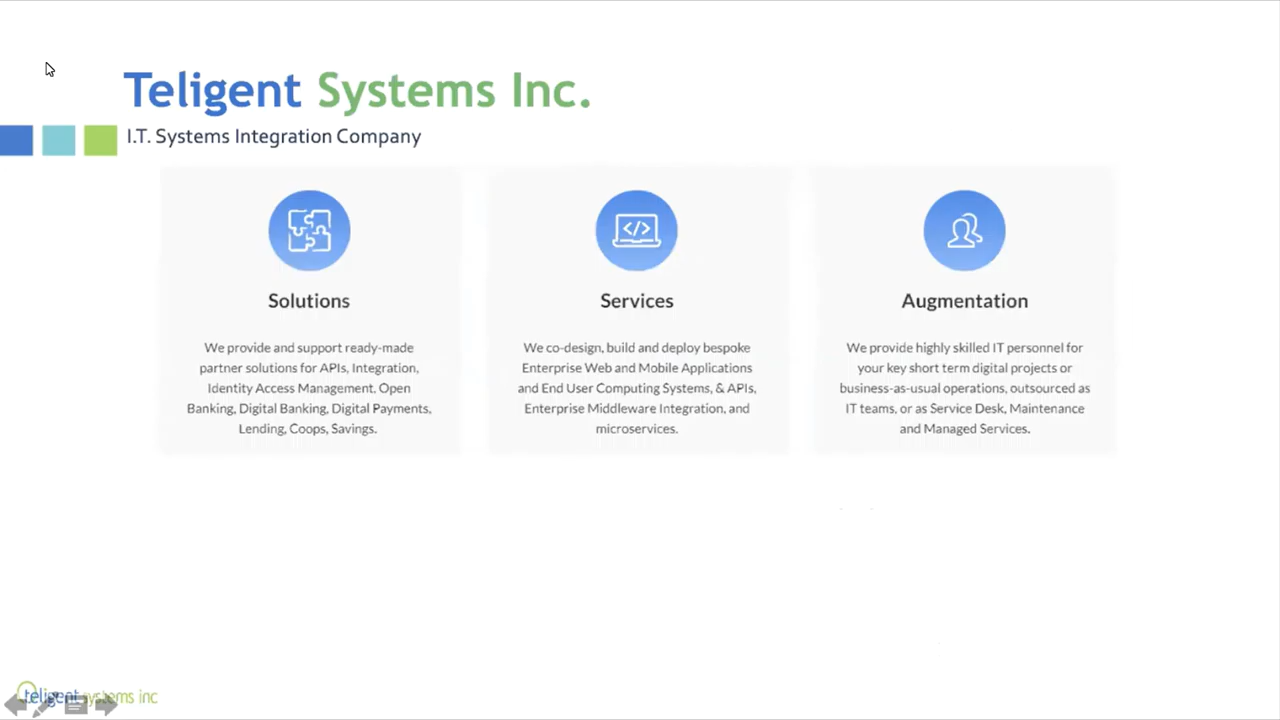 Teligent Systems Inc.
I.T. Systems Integration Company
Solutions
We provide and support ready-made
partner solutions for APIs, Integration,
Identity Access Management, Open
Banking, Digital Banking, Digital Payments,
Lending, Coops, Savings.
Services
We co-design, build and deploy bespoke
Enterprise Web and Mobile Applications
and End User Computing Systems, & APIs,
Enterprise Middleware Integration, and
microservices.
Augmentation
We provide highly skilled IT personnel for
your key short term digital projects or
business-as-usual operations, outsourced as
IT teams, or as Service Desk, Maintenance
and Managed Services.
teligent systems inc